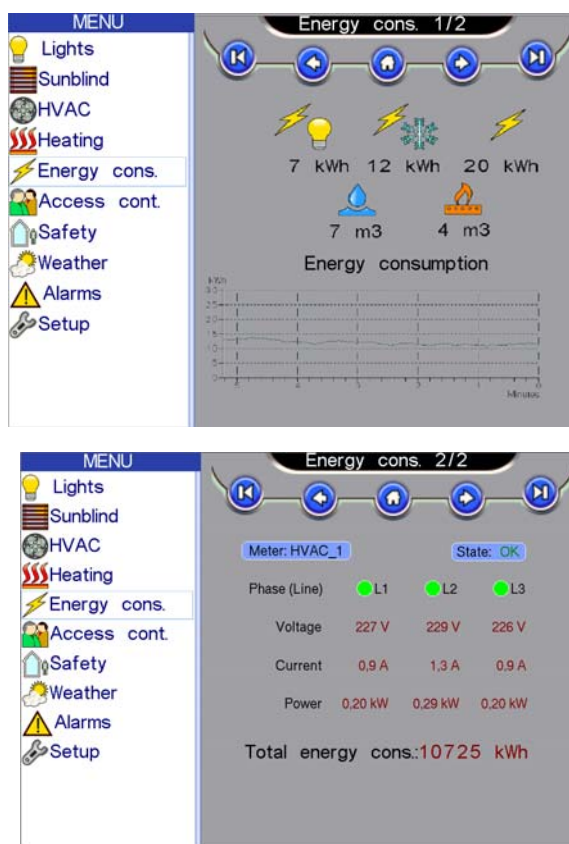 MENU
Lights
Sunblind
HVAC
Heating
Energy cons.
Access cont.
Safety
Weather
Alarms
Setup
Energy cons. 1/2
7 kWh 12 kWh 20 kWh
7 m3 4 m3
Energy consumption
kWh
Minutes
MENU
Lights
Sunblind
HVAC
Heating
Energy cons.
Access cont.
Safety
Weather
Alarms
Setup
Energy cons. 2/2
Meter: HVAC_1 State: OK
Phase (Line) L1 L2 L3
Voltage 227 V 229 V 226 V
Current 0,9 A 1,3 A 0,9 A
Power 0,20 kW 0,29 kW 0,20 kW
Total energy cons.:10725 kWh